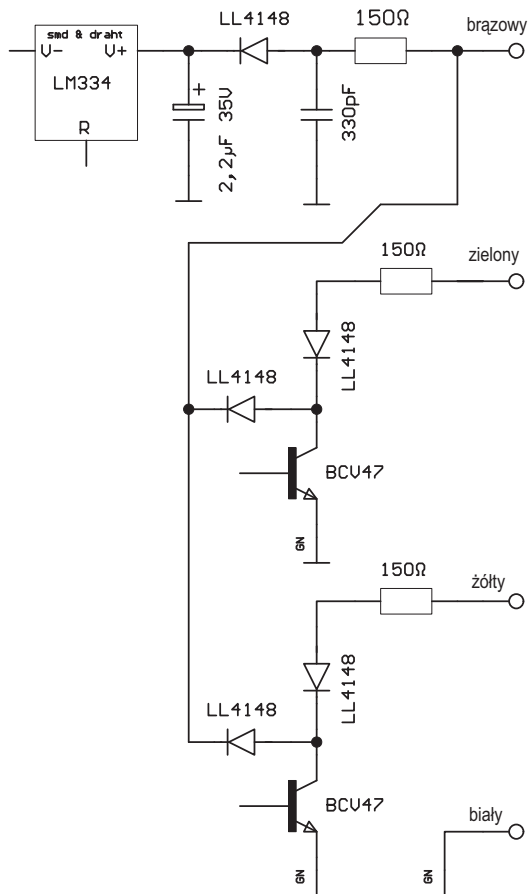 LL4148
150Ω
brązowy
smd & draht
V- V+
LM334
R
+
2,2µF 35V
330pF
150Ω
zielony
LL4148
LL4148
BCV47
GN
150Ω
żółty
LL4148
LL4148
BCV47
biały
GN
GN